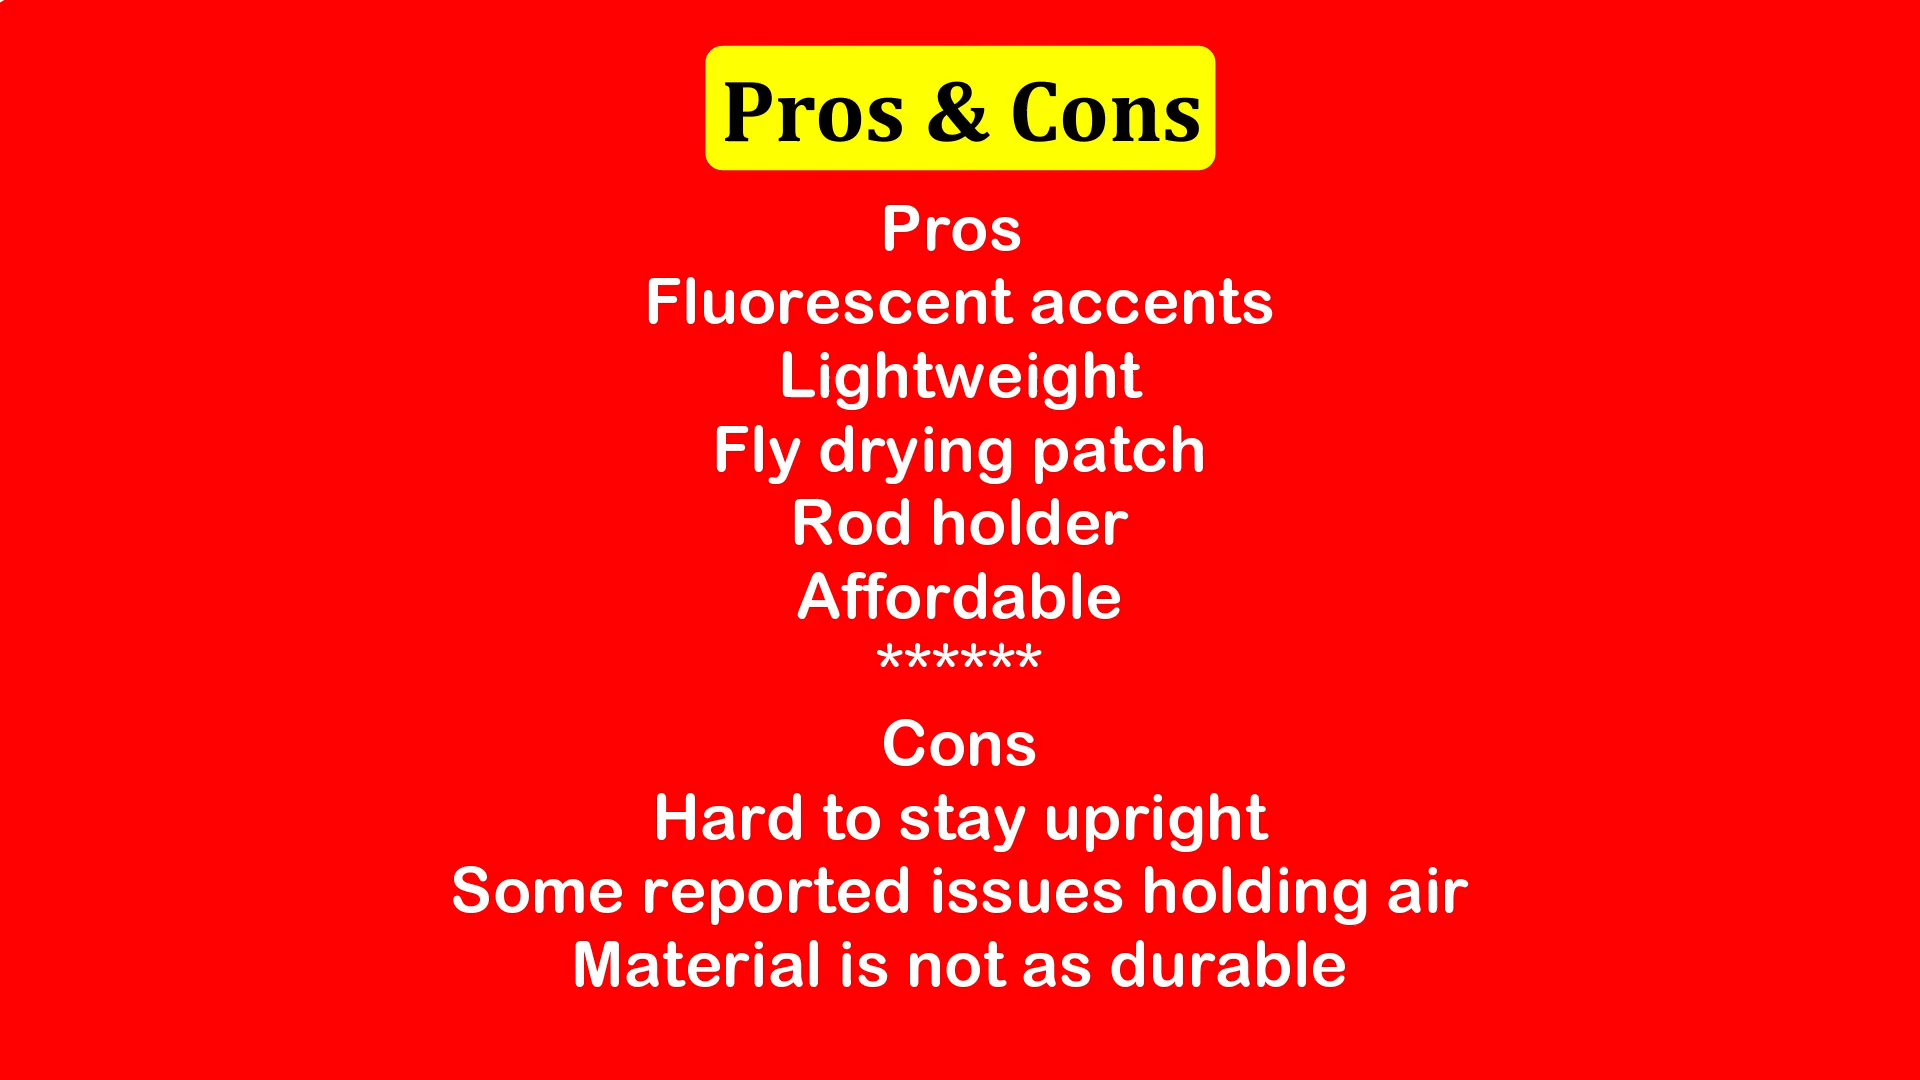 Pros & Cons
Pros
Fluorescent accents
Lightweight
Fly drying patch
Rod holder
Affordable
******
Cons
Hard to stay upright
Some reported issues holding air
Material is not as durable